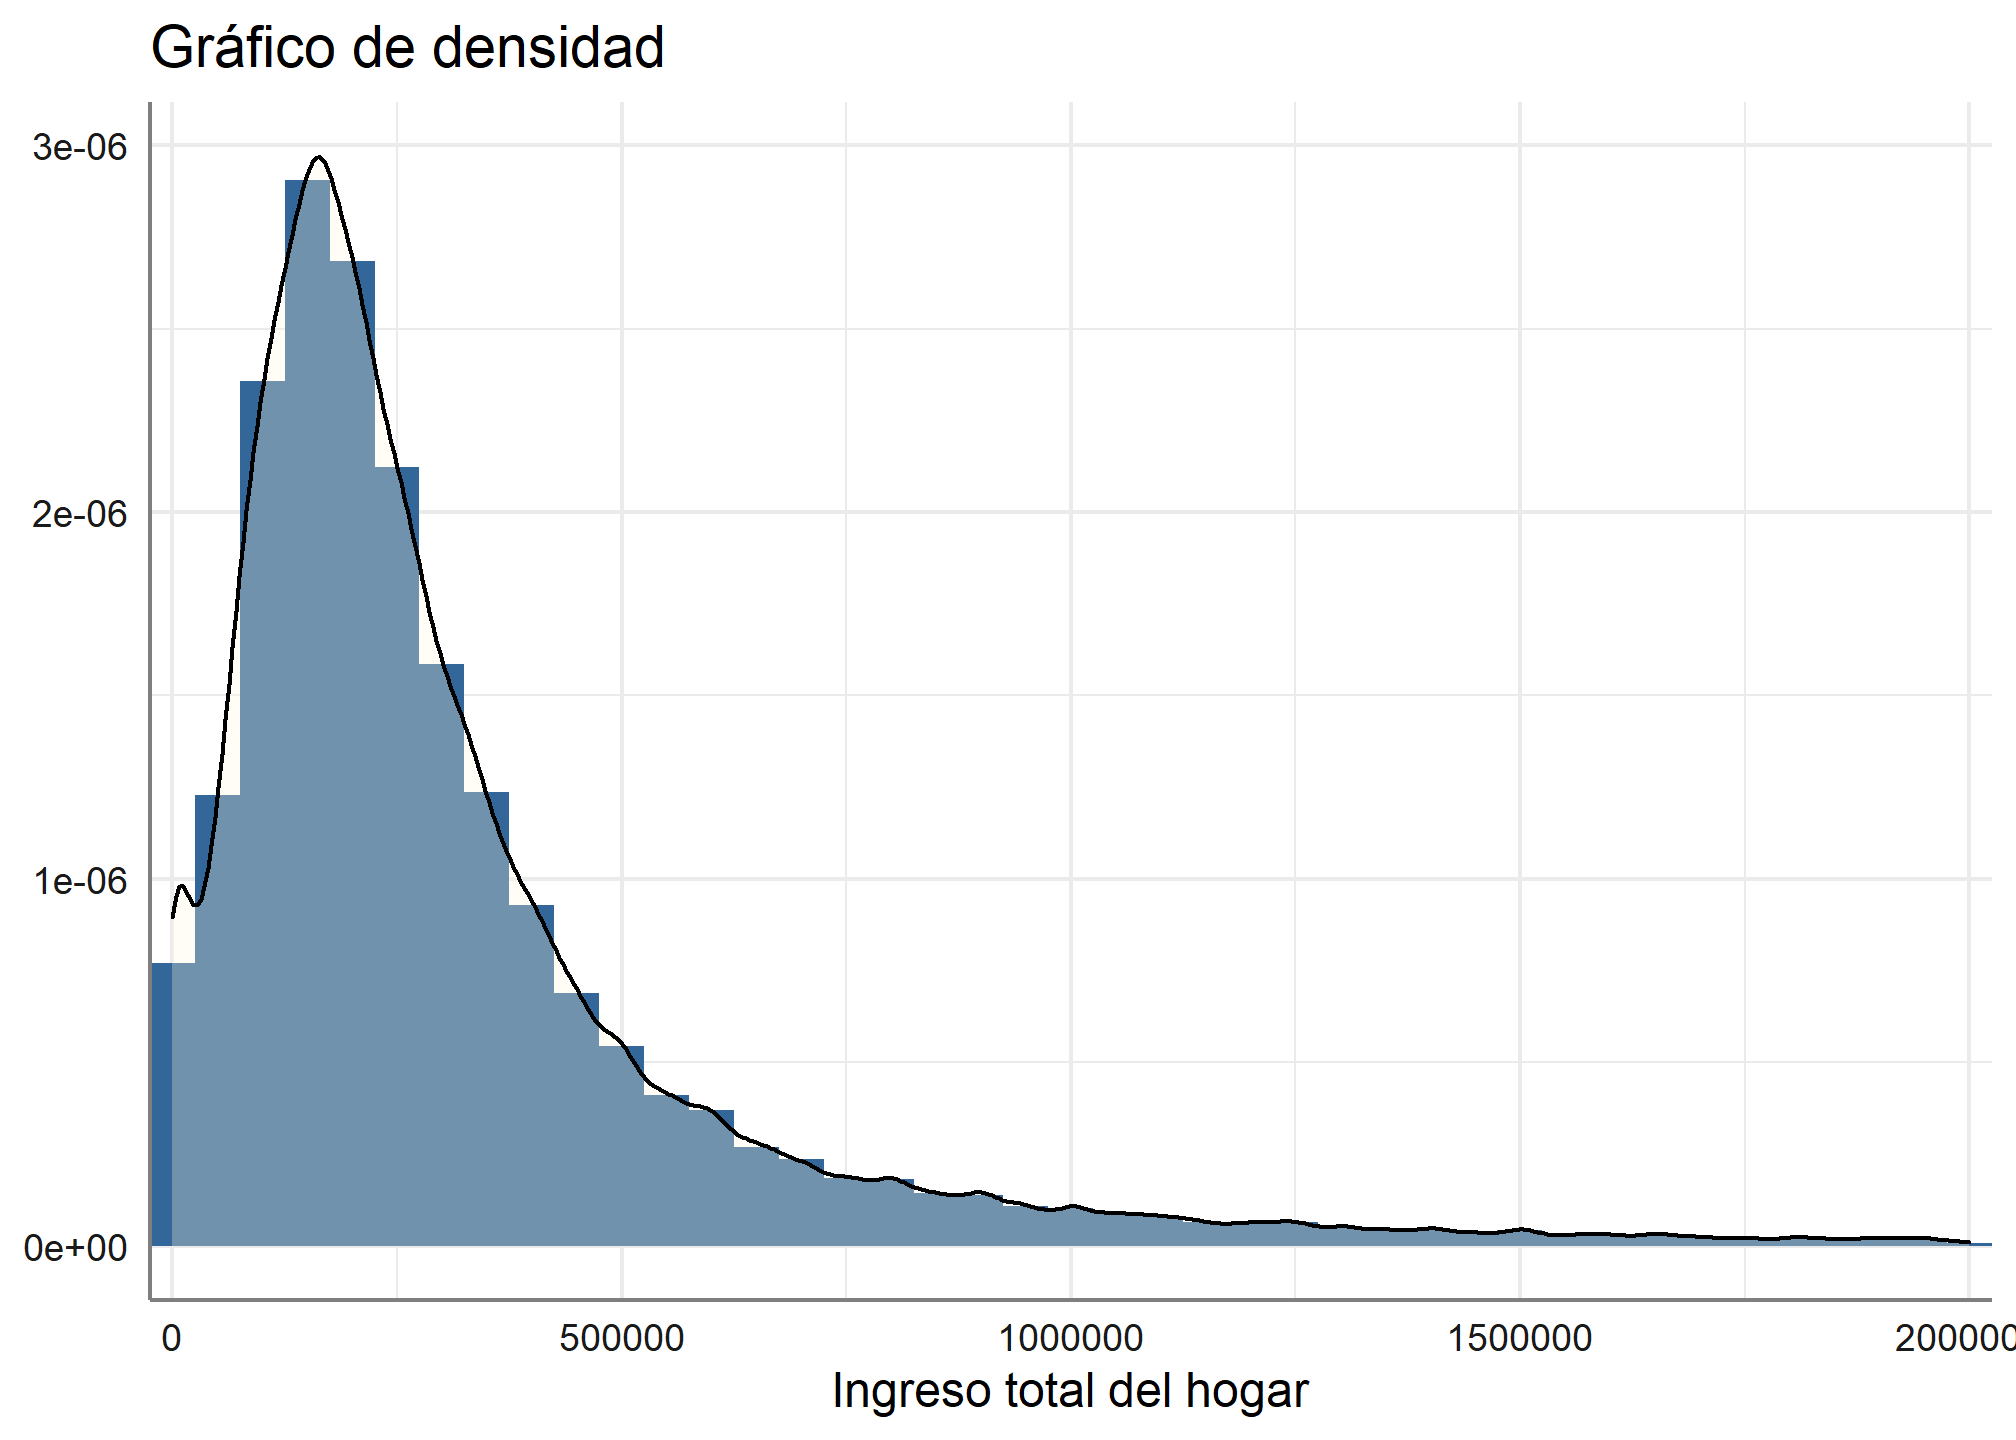 Gráfico de densidad
3e-06
2e-06
1e-06
0e+00
0 500000 1000000 1500000 200000
Ingreso total del hogar